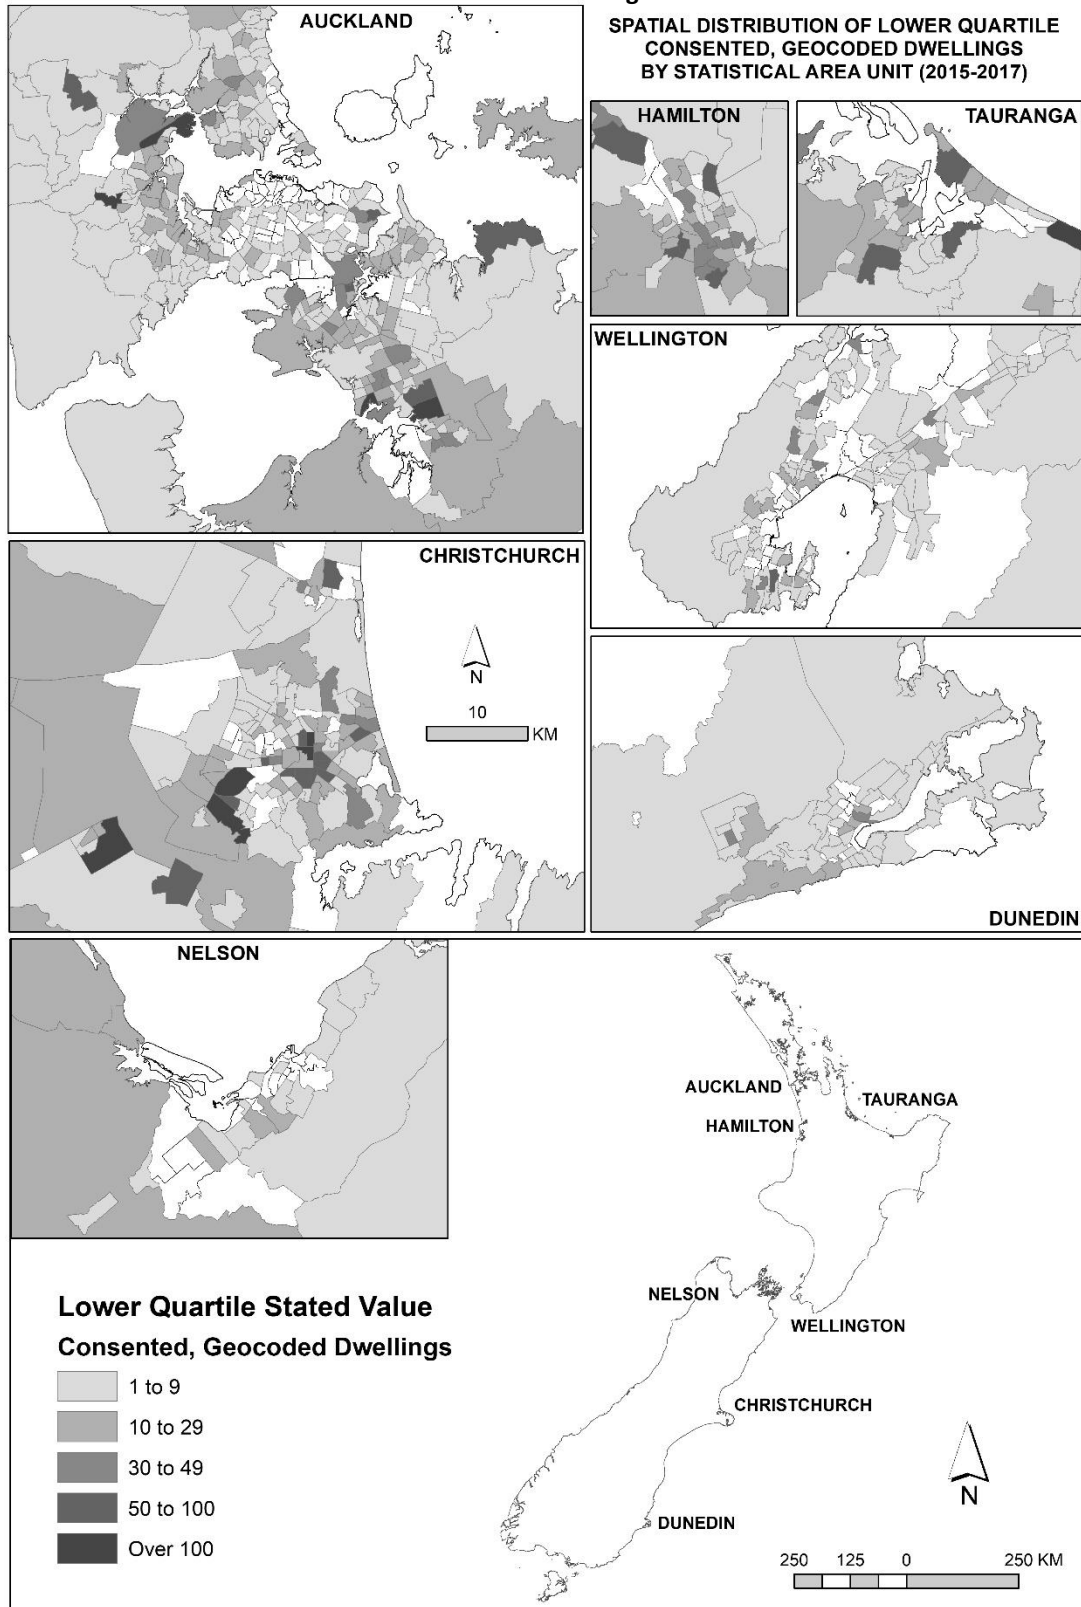 AUCKLAND
SPATIAL DISTRIBUTION OF LOWER QUARTILE
CONSENTED, GEOCODED DWELLINGS
BY STATISTICAL AREA UNIT (2015-2017)
HAMILTON
TAURANGA
WELLINGTON
CHRISTCHURCH
N
10
KM
DUNEDIN
NELSON
AUCKLAND
TAURANGA
HAMILTON
NELSON
WELLINGTON
CHRISTCHURCH
DUNEDIN
N
250 125 0 250 KM
Lower Quartile Stated Value
Consented, Geocoded Dwellings
1 to 9
10 to 29
30 to 49
50 to 100
Over 100